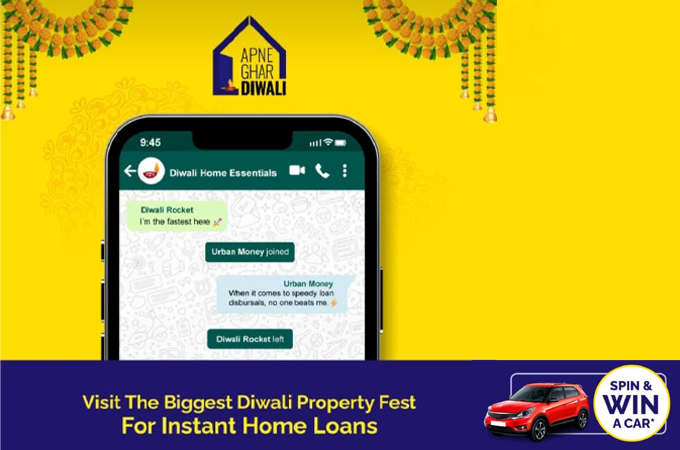 APNE
GHAR
DIWALI
9:45
Diwali Home Essentials
Diwali Rocket
I'm the fastest here 🚀
Urban Money joined
Urban Money
When it comes to speedy loan
disbursals, no one beats me.⚡
Diwali Rocket left
Visit The Biggest Diwali Property Fest
For Instant Home Loans
SPIN &
WIN
A CAR*